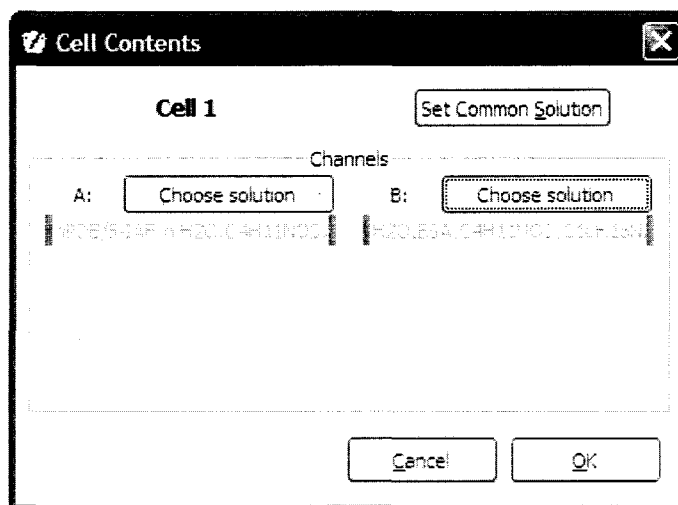 Cell Contents
Cell 1 Set Common Solution
Channels
A: Choose solution B: Choose solution
Cancel OK